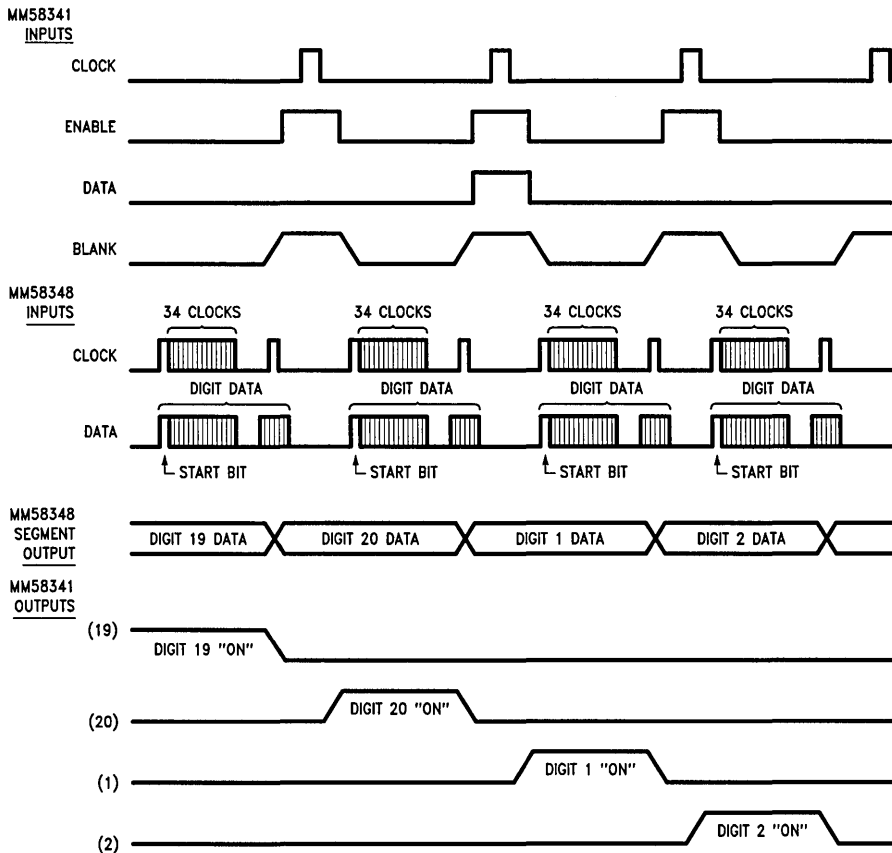 MM58341
INPUTS
CLOCK
ENABLE
DATA
BLANK
MM58348
INPUTS
34 CLOCKS 34 CLOCKS 34 CLOCKS 34 CLOCKS
CLOCK
DIGIT DATA DIGIT DATA DIGIT DATA DIGIT DATA
DATA
START BIT START BIT START BIT START BIT
MM58348
SEGMENT
OUTPUT
DIGIT 19 DATA DIGIT 20 DATA DIGIT 1 DATA DIGIT 2 DATA
MM58341
OUTPUTS
(19)
DIGIT 19 "ON"
(20) DIGIT 20 "ON"
(1) DIGIT 1 "ON"
(2) DIGIT 2 "ON"